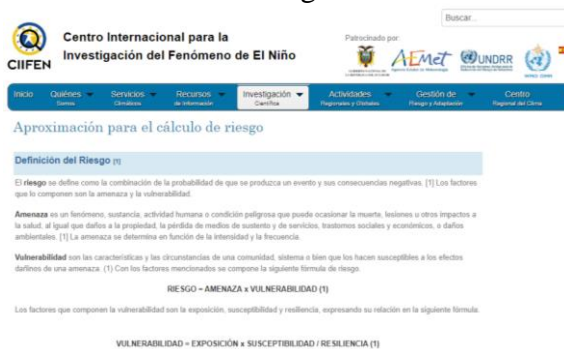 Buscar...
Centro Internacional para la
Investigación del Fenómeno de El Niño
CIIFEN
Patrocinado por:
AEMet
UNDRR
Inicio
Quiénes
Somos
Servicios
Climáticos
Recursos
de Información
Investigación
Científica
Actividades
Regionales y Globales
Gestión de
Riesgo y Adaptación
Centro
Regional del Clima
Aproximación para el cálculo de riesgo
Definición del Riesgo [1]
El riesgo se define como la combinación de la probabilidad de que se produzca un evento y sus consecuencias negativas. [1] Los factores
que lo componen son la amenaza y la vulnerabilidad.
Amenaza es un fenómeno, sustancia, actividad humana o condición peligrosa que puede ocasionar la muerte, lesiones u otros impactos a
la salud, al igual que daños a la propiedad, la pérdida de medios de sustento y de servicios, trastornos sociales y económicos, o daños
ambientales. [1] La amenaza se determina en función de la intensidad y la frecuencia.
Vulnerabilidad son las características y las circunstancias de una comunidad, sistema o bien que los hacen susceptibles a los efectos
dañinos de una amenaza. (1) Con los factores mencionados se compone la siguiente fórmula de riesgo.
RIESGO = AMENAZA x VULNERABILIDAD (1)
Los factores que componen la vulnerabilidad son la exposición, susceptibilidad y resiliencia, expresando su relación en la siguiente fórmula.
VULNERABILIDAD = EXPOSICIÓN x SUSCEPTIBILIDAD / RESILIENCIA (1)